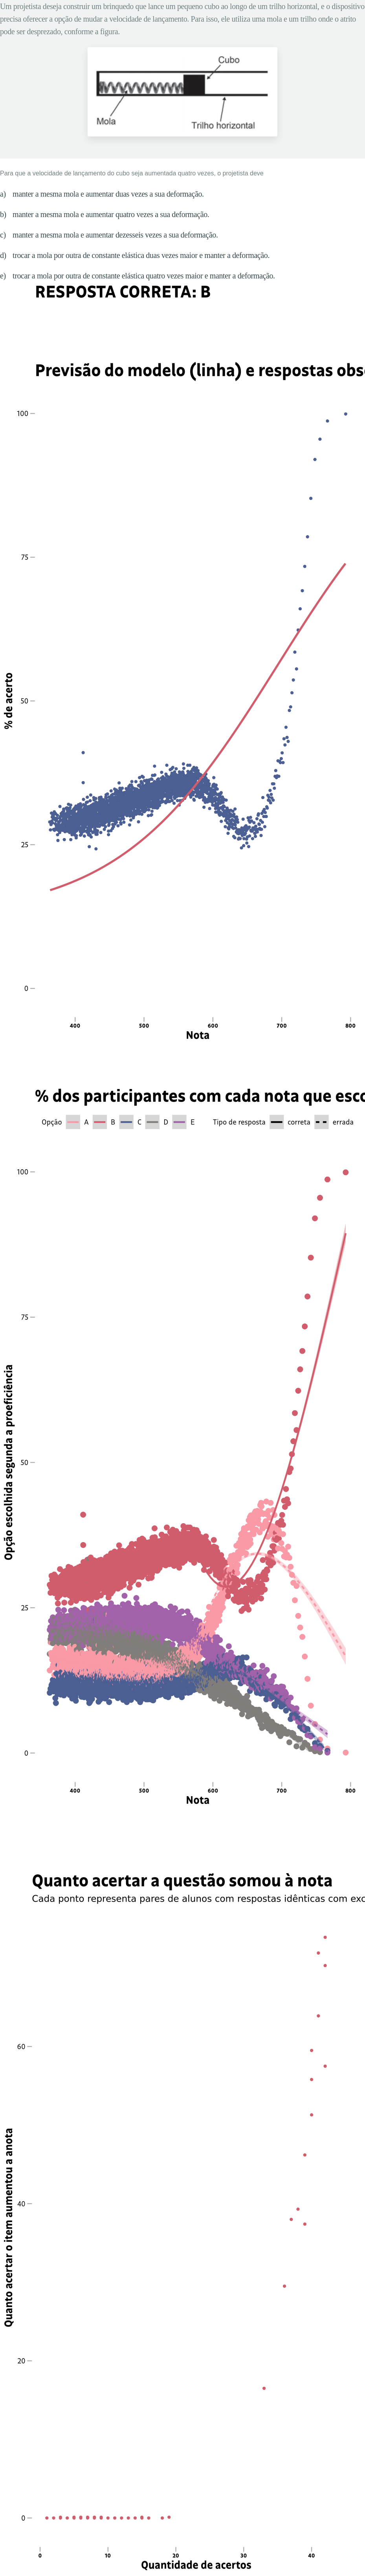 Um projetista deseja construir um brinquedo que lance um pequeno cubo ao longo de um trilho horizontal, e o dispositivo
precisa oferecer a opção de mudar a velocidade de lançamento. Para isso, ele utiliza uma mola e um trilho onde o atrito
pode ser desprezado, conforme a figura.
Cubo
Mola
Trilho horizontal
Para que a velocidade de lançamento do cubo seja aumentada quatro vezes, o projetista deve
a) manter a mesma mola e aumentar duas vezes a sua deformação.
b) manter a mesma mola e aumentar quatro vezes a sua deformação.
c) manter a mesma mola e aumentar dezesseis vezes a sua deformação.
d) trocar a mola por outra de constante elástica duas vezes maior e manter a deformação.
e) trocar a mola por outra de constante elástica quatro vezes maior e manter a deformação.
RESPOSTA CORRETA: B
Previsão do modelo (linha) e respostas obs
100
75
50
25
0
% de acerto
400 500 600 700 800
Nota
% dos participantes com cada nota que esco
Opção A B C D E Tipo de resposta correta errada
100
75
50
25
0
Opção escolhida segunda a proeficiência
400 500 600 700 800
Nota
Quanto acertar a questão somou à nota
Cada ponto representa pares de alunos com respostas idênticas com exc
60
40
20
0
Quanto acertar o item aumentou a anota
0 10 20 30 40
Quantidade de acertos